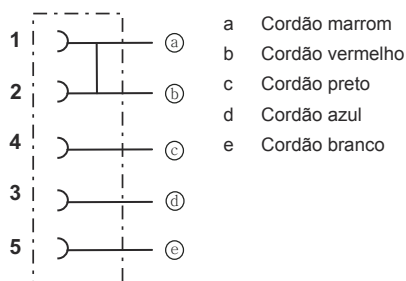 1 ⓐ
2 ⓑ
4 ⓒ
3 ⓓ
5 ⓔ
a Cordão marrom
b Cordão vermelho
c Cordão preto
d Cordão azul
e Cordão branco